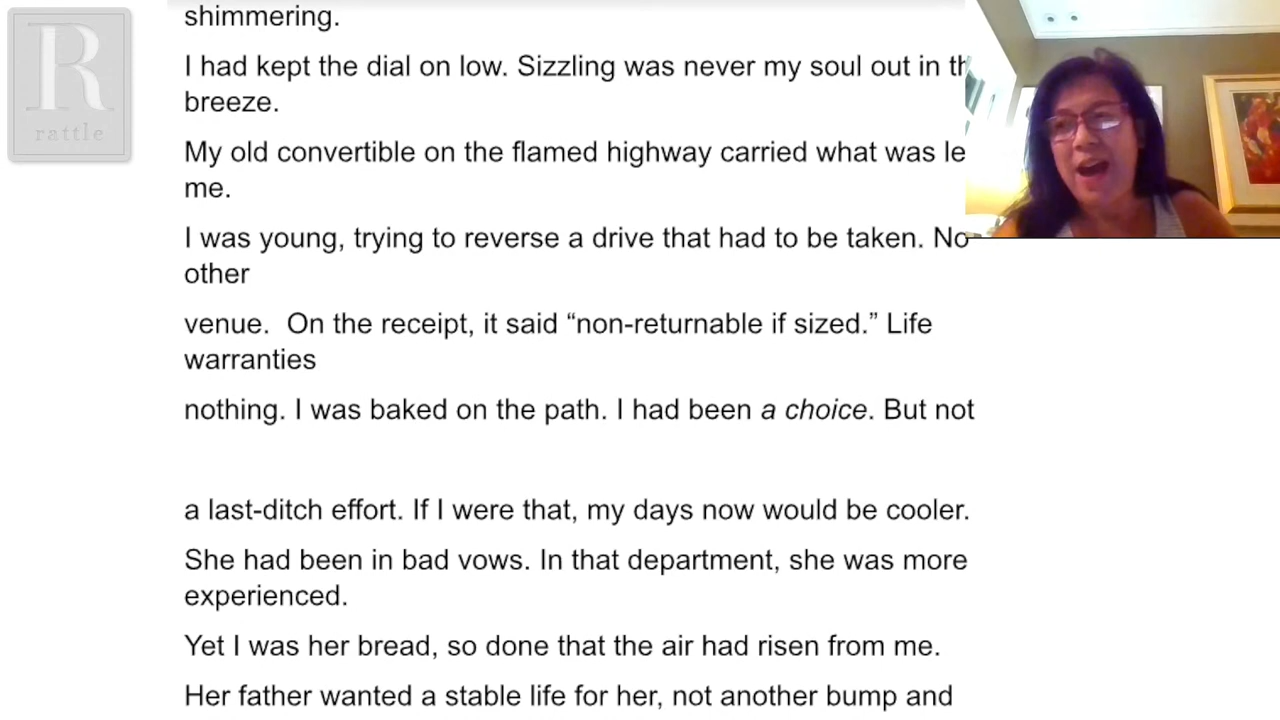 R
rattle
shimmering.
I had kept the dial on low. Sizzling was never my soul out in
breeze.
My old convertible on the flamed highway carried what was
me.
I was young, trying to reverse a drive that had to be taken. No
other
venue.  On the receipt, it said “non-returnable if sized.” Life
warranties
nothing. I was baked on the path. I had been a choice. But not
a last-ditch effort. If I were that, my days now would be cooler.
She had been in bad vows. In that department, she was more
experienced.
Yet I was her bread, so done that the air had risen from me.
Her father wanted a stable life for her, not another bump and